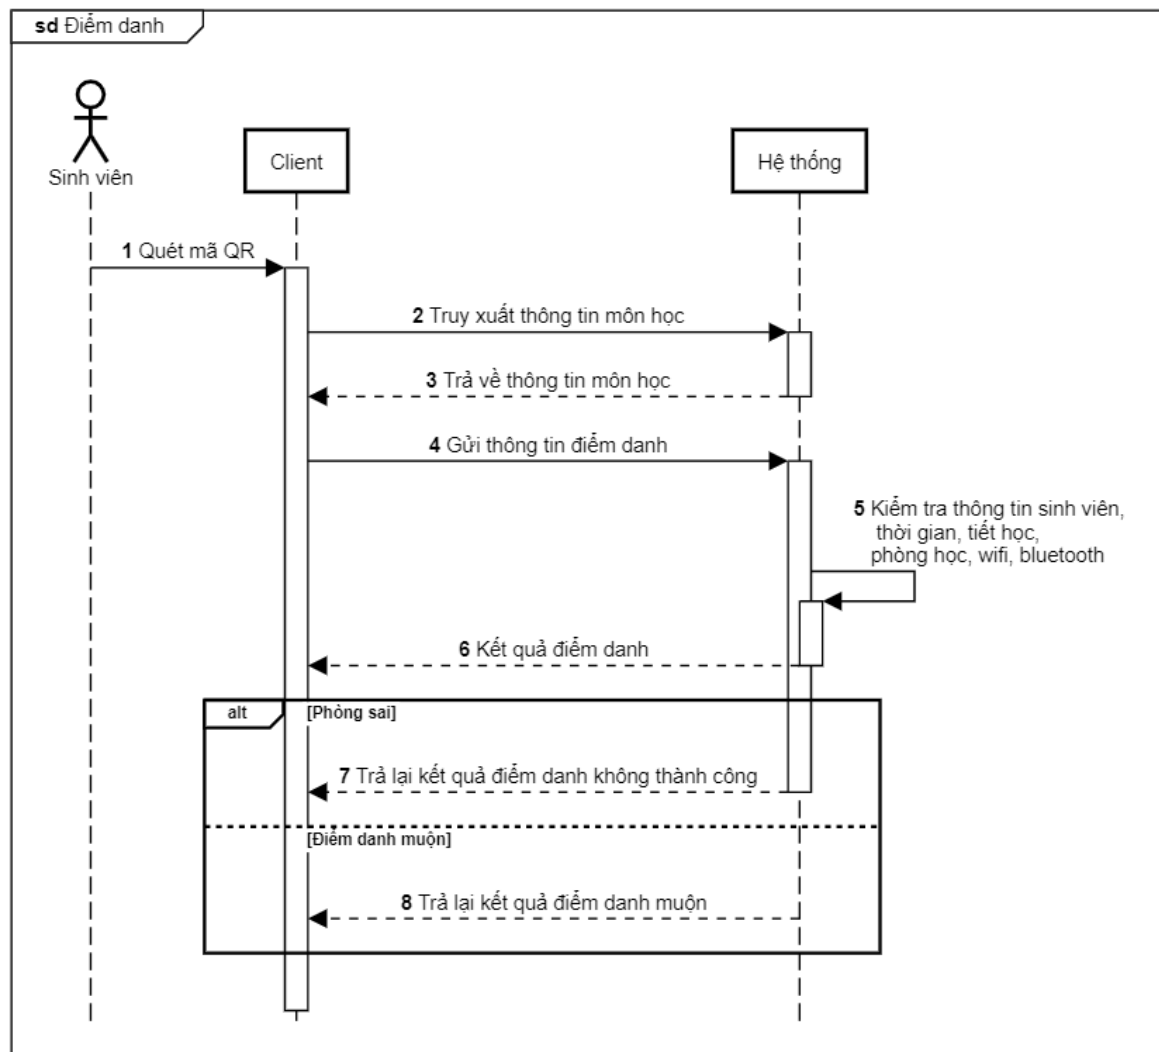 sd Điểm danh
Sinh viên
Client
Hệ thống
1 Quét mã QR
2 Truy xuất thông tin môn học
3 Trả về thông tin môn học
4 Gửi thông tin điểm danh
5 Kiểm tra thông tin sinh viên,
thời gian, tiết học,
phòng học, wifi, bluetooth
6 Kết quả điểm danh
alt
[Phòng sai]
7 Trả lại kết quả điểm danh không thành công
[Điểm danh muộn]
8 Trả lại kết quả điểm danh muộn